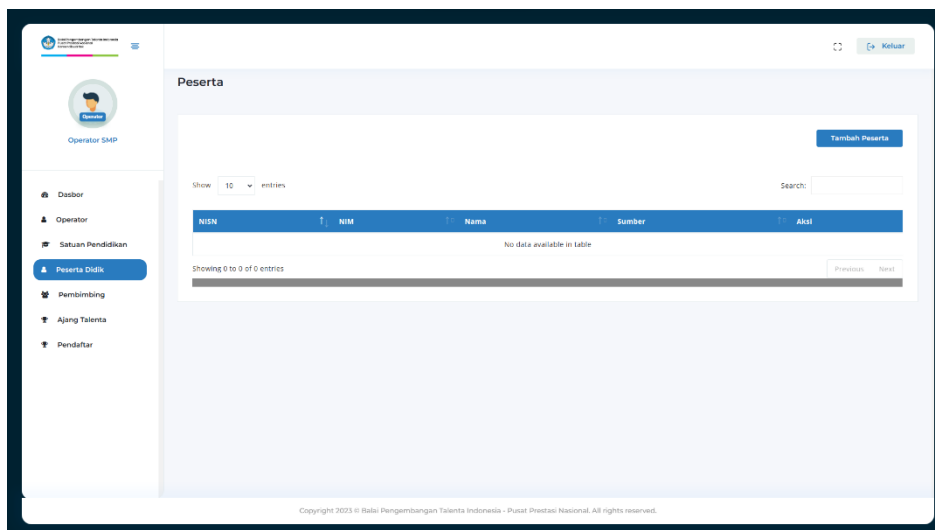 Keluar
Peserta
Operator
Operator SMP
Tambah Peserta
Show 10 entries
Search:
Dasbor
Operator
Satuan Pendidikan
Peserta Didik
Pembimbing
Ajang Talenta
Pendaftar
NISN NIM Nama Sumber Aksi
No data available in table
Showing 0 to 0 of 0 entries
Previous Next
Copyright 2023 © Balai Pengembangan Talenta Indonesia - Pusat Prestasi Nasional. All rights reserved.